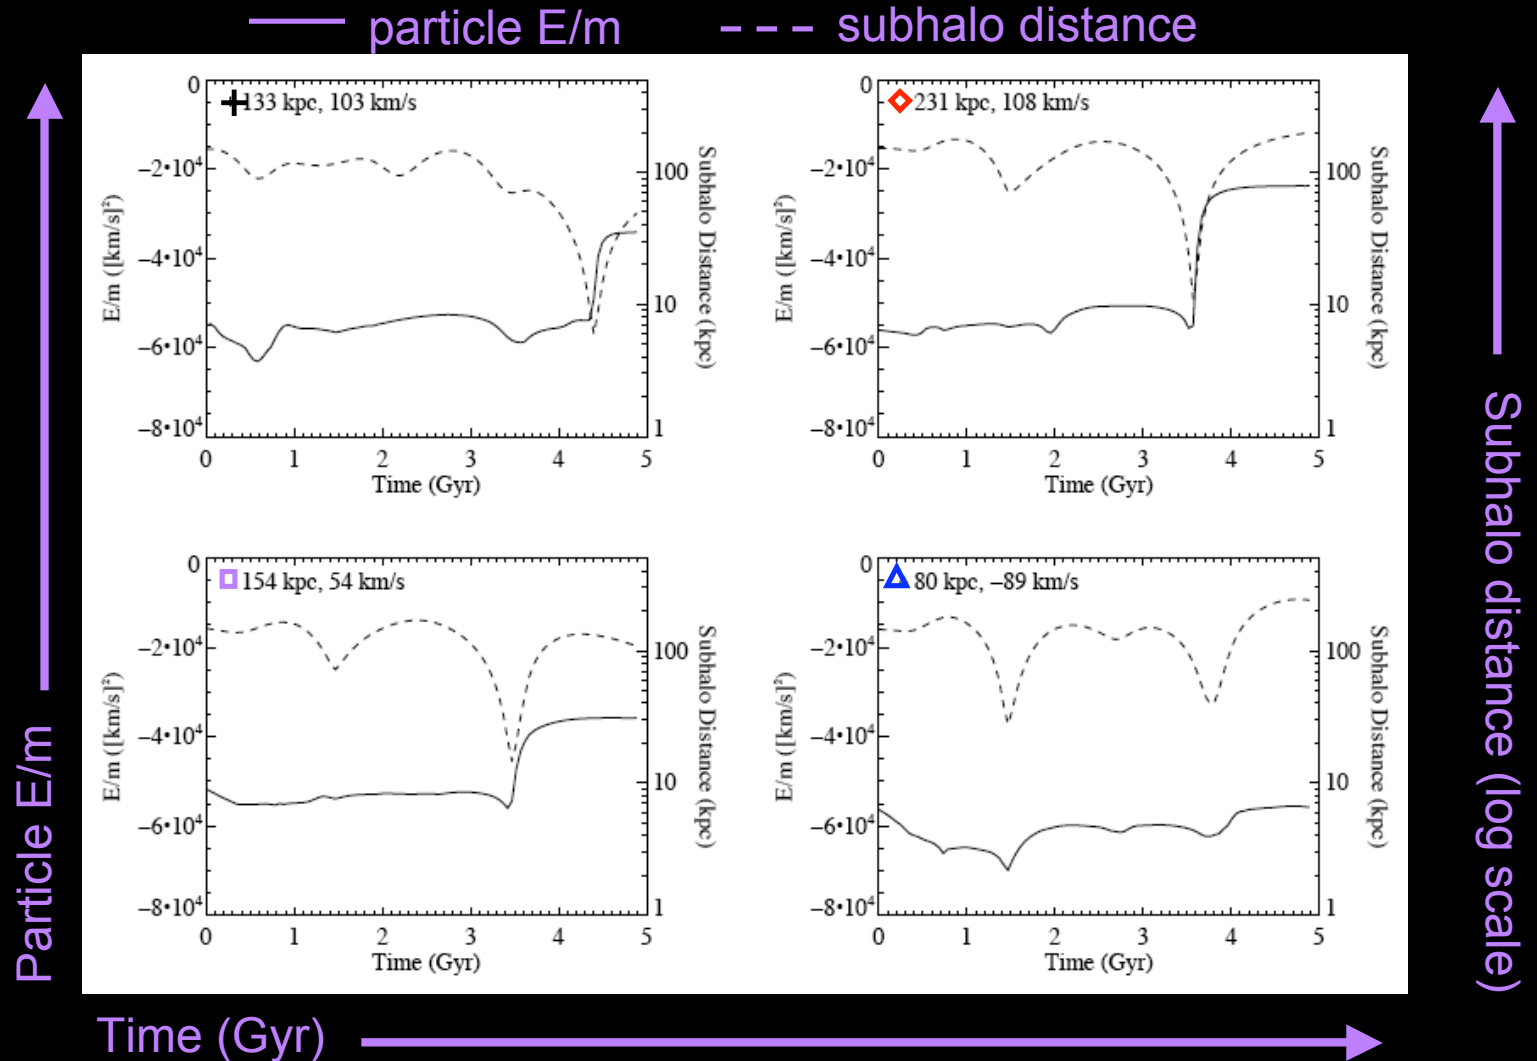 particle E/m
subhalo distance
133 kpc, 103 km/s
0
−2•10⁴
−4•10⁴
−6•10⁴
−8•10⁴
E/m ([km/s]²)
100
10
1
Subhalo Distance (kpc)
0 1 2 3 4 5
Time (Gyr)
231 kpc, 108 km/s
0
−2•10⁴
−4•10⁴
−6•10⁴
−8•10⁴
E/m ([km/s]²)
100
10
1
Subhalo Distance (kpc)
0 1 2 3 4 5
Time (Gyr)
154 kpc, 54 km/s
0
−2•10⁴
−4•10⁴
−6•10⁴
−8•10⁴
E/m ([km/s]²)
100
10
1
Subhalo Distance (kpc)
0 1 2 3 4 5
Time (Gyr)
80 kpc, −89 km/s
0
−2•10⁴
−4•10⁴
−6•10⁴
−8•10⁴
E/m ([km/s]²)
100
10
1
Subhalo Distance (kpc)
0 1 2 3 4 5
Time (Gyr)
Particle E/m
Subhalo distance (log scale)
Time (Gyr)